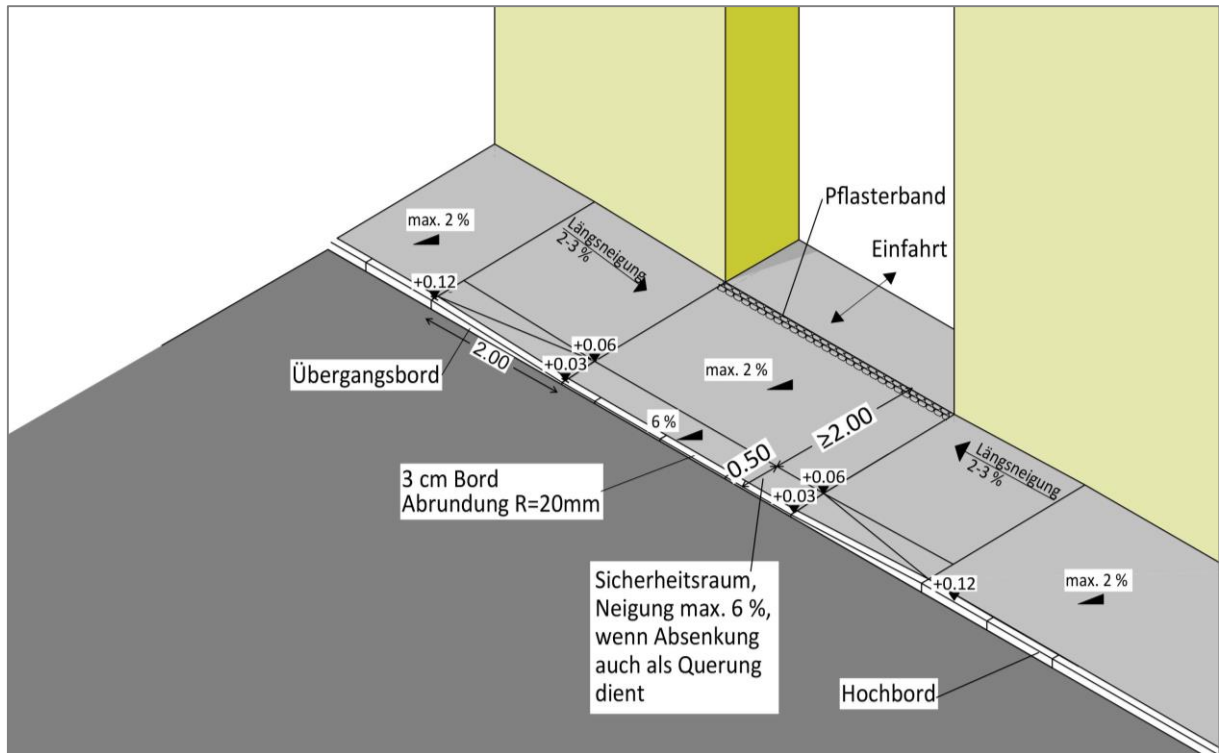 Pflasterband
Einfahrt
max. 2 %
Längsneigung
2-3 %
+0.12
2.00
Übergangsbord
+0.06
+0.03
max. 2 %
6 %
≥2.00
0.50
3 cm Bord
Abrundung R=20mm
Längsneigung
2-3 %
+0.06
+0.03
Sicherheitsraum,
Neigung max. 6 %,
wenn Absenkung
auch als Querung
dient
+0.12
max. 2 %
Hochbord